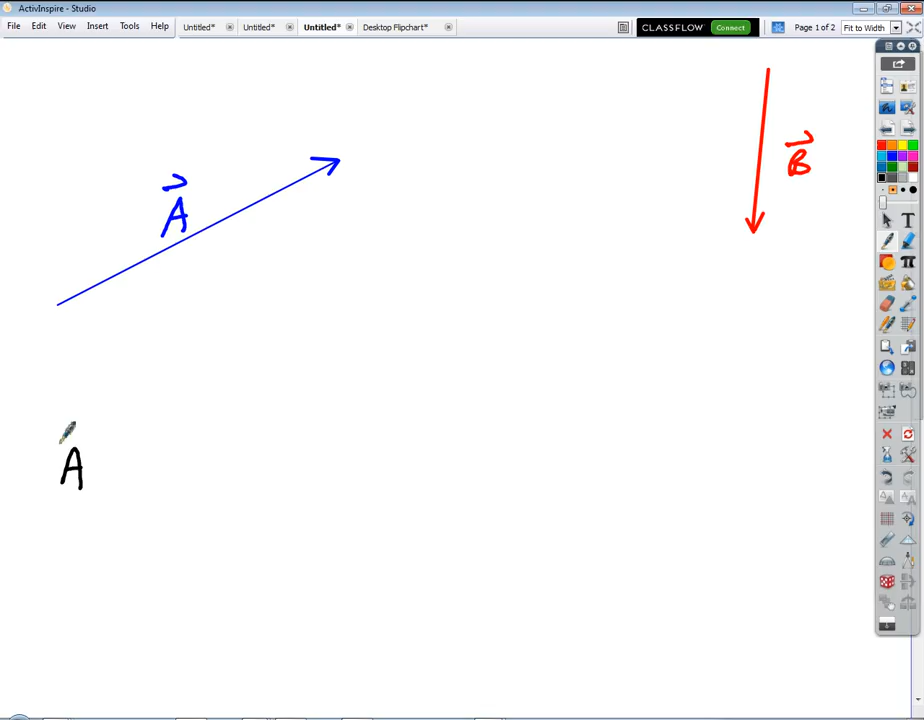 ActivInspire - Studio
File Edit View Insert Tools Help Untitled* Untitled* Untitled* Desktop Flipchart* CLASSFLOW Connect Page 1 of 2 Fit to Width
B
A
A